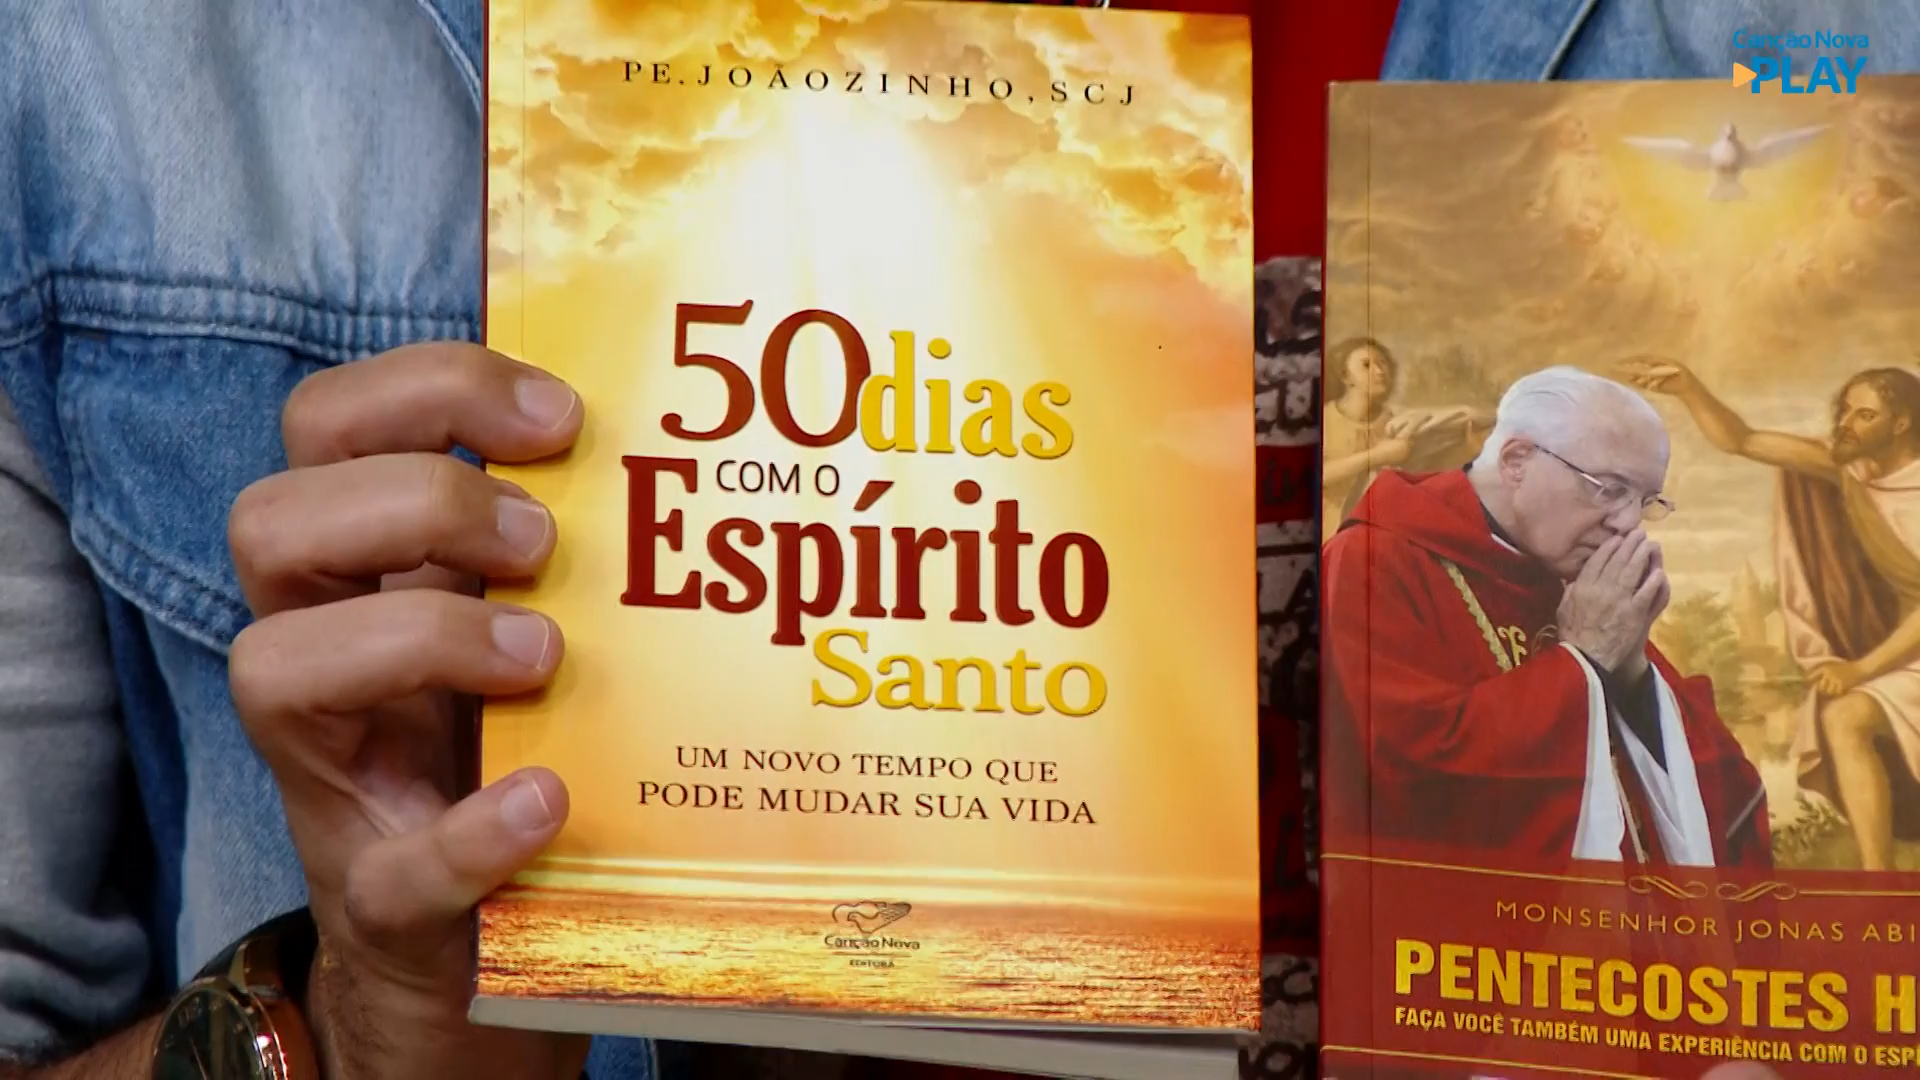 PE. JOÃOZINHO, SCJ
50 dias
COM O
Espírito
Santo
UM NOVO TEMPO QUE
PODE MUDAR SUA VIDA
Canção Nova
EDITORA
Canção Nova
PLAY
MONSENHOR JONAS ABI
PENTECOSTES H
FAÇA VOCÊ TAMBÉM UMA EXPERIÊNCIA COM O ESPÍ